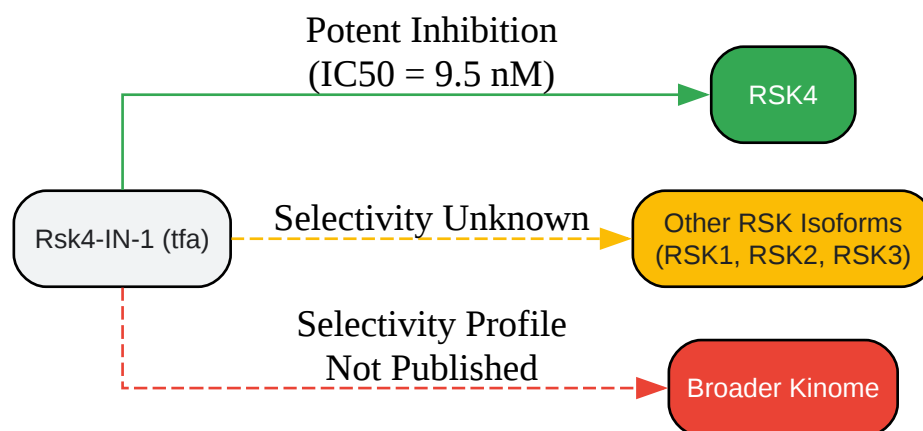 Potent Inhibition
(IC50 = 9.5 nM)
RSK4
Rsk4-IN-1 (tfa)
Selectivity Unknown
Other RSK Isoforms
(RSK1, RSK2, RSK3)
Selectivity Profile
Not Published
Broader Kinome